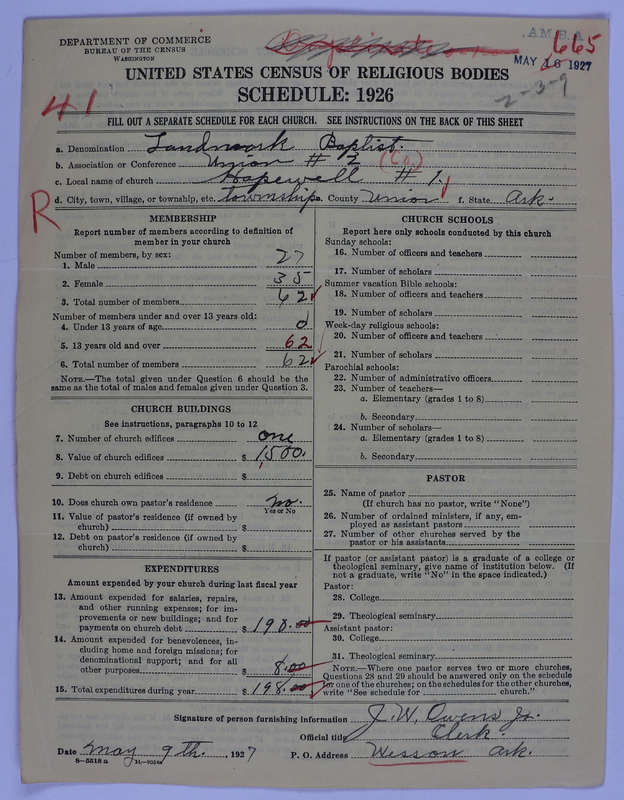 DEPARTMENT OF COMMERCE
BUREAU OF THE CENSUS
WASHINGTON
A.M.B.A.
665
MAY 16 1927
2-3-9
UNITED STATES CENSUS OF RELIGIOUS BODIES
SCHEDULE: 1926
41
FILL OUT A SEPARATE SCHEDULE FOR EACH CHURCH. SEE INSTRUCTIONS ON THE BACK OF THIS SHEET
a. Denomination Landmark Baptist.
b. Association or Conference Union # 2 (Co.)
c. Local name of church Hopewell # 1.
d. City, town, village, or township, etc. township e. County Union f. State Ark.
R
MEMBERSHIP
Report number of members according to definition of
member in your church
Number of members, by sex:
1. Male 27
2. Female 35
3. Total number of members 62
Number of members under and over 13 years old:
4. Under 13 years of age 0
5. 13 years old and over 62
6. Total number of members 62
NOTE.—The total given under Question 6 should be the
same as the total of males and females given under Question 3.
CHURCH BUILDINGS
See instructions, paragraphs 10 to 12
7. Number of church edifices one
8. Value of church edifices $ 1,500.
9. Debt on church edifices $
10. Does church own pastor's residence no.
Yes or No
11. Value of pastor's residence (if owned by
church) $
12. Debt on pastor's residence (if owned by
church) $
EXPENDITURES
Amount expended by your church during last fiscal year
13. Amount expended for salaries, repairs,
and other running expenses; for im-
provements or new buildings; and for
payments on church debt $ 190.00
14. Amount expended for benevolences, in-
cluding home and foreign missions; for
denominational support; and for all
other purposes $ 8.00
15. Total expenditures during year $ 198.00
CHURCH SCHOOLS
Report here only schools conducted by this church
Sunday schools:
16. Number of officers and teachers
17. Number of scholars
Summer vacation Bible schools:
18. Number of officers and teachers
19. Number of scholars
Week-day religious schools:
20. Number of officers and teachers
21. Number of scholars
Parochial schools:
22. Number of administrative officers
23. Number of teachers—
a. Elementary (grades 1 to 8)
b. Secondary
24. Number of scholars—
a. Elementary (grades 1 to 8)
b. Secondary
PASTOR
25. Name of pastor
(If church has no pastor, write "None")
26. Number of ordained ministers, if any, em-
ployed as assistant pastors
27. Number of other churches served by the
pastor or his assistants
If pastor (or assistant pastor) is a graduate of a college or
theological seminary, give name of institution below. (If
not a graduate, write "No" in the space indicated.)
Pastor:
28. College
29. Theological seminary
Assistant pastor:
30. College
31. Theological seminary
NOTE.—Where one pastor serves two or more churches,
Questions 28 and 29 should be answered only on the schedule
for one of the churches; on the schedules for the other churches,
write "See schedule for church."
Signature of person furnishing information J. W. Owens Jr.
Official title Clerk.
Date May 9th., 1927 P. O. Address Wesson Ark.
8—5518 a